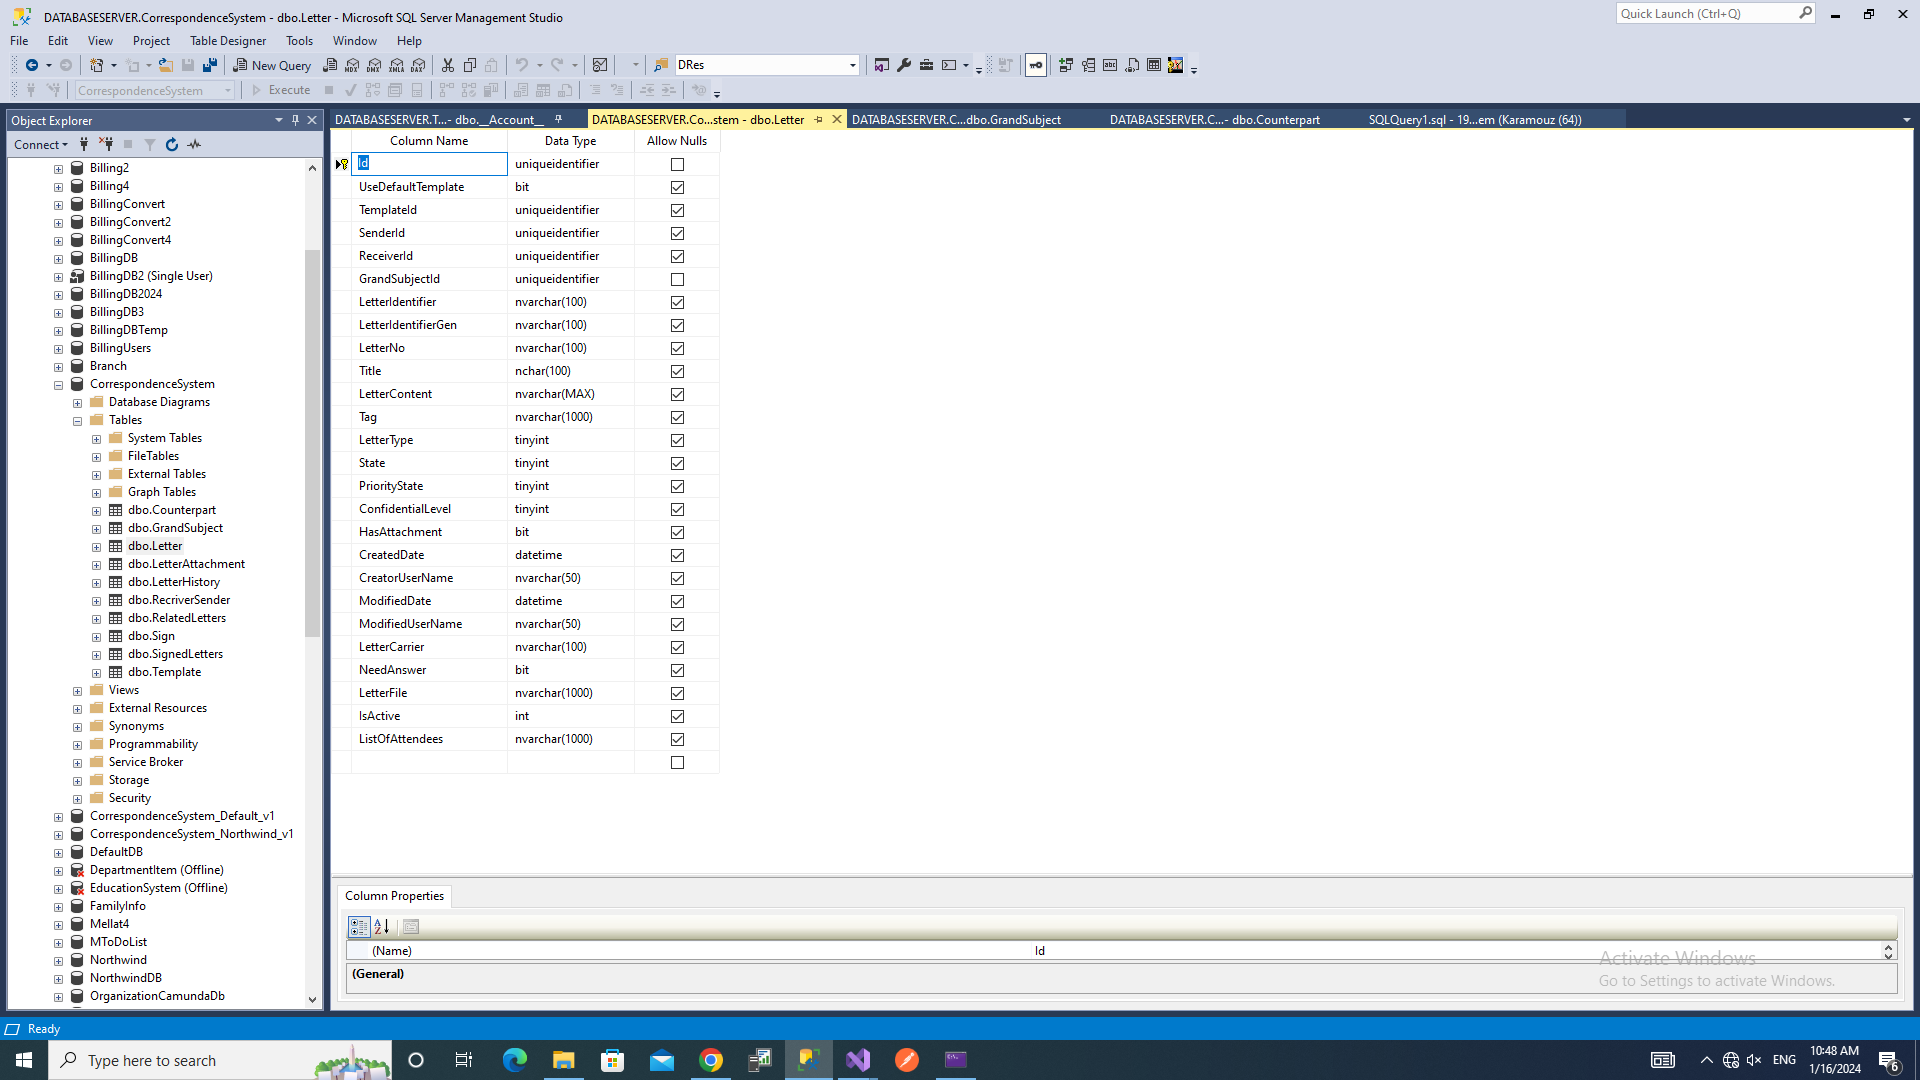 DATABASESERVER.CorrespondenceSystem - dbo.Letter - Microsoft SQL Server Management Studio
Quick Launch (Ctrl+Q)
File Edit View Project Table Designer Tools Window Help
New Query MDX DMX XMLA DAX DRes
CorrespondenceSystem Execute
Object Explorer
Connect
Billing2
Billing4
BillingConvert
BillingConvert2
BillingConvert4
BillingDB
BillingDB2 (Single User)
BillingDB2024
BillingDB3
BillingDBTemp
BillingUsers
Branch
CorrespondenceSystem
Database Diagrams
Tables
System Tables
FileTables
External Tables
Graph Tables
dbo.Counterpart
dbo.GrandSubject
dbo.Letter
dbo.LetterAttachment
dbo.LetterHistory
dbo.RecriverSender
dbo.RelatedLetters
dbo.Sign
dbo.SignedLetters
dbo.Template
Views
External Resources
Synonyms
Programmability
Service Broker
Storage
Security
CorrespondenceSystem_Default_v1
CorrespondenceSystem_Northwind_v1
DefaultDB
DepartmentItem (Offline)
EducationSystem (Offline)
FamilyInfo
Mellat4
MToDoList
Northwind
NorthwindDB
OrganizationCamundaDb
DATABASESERVER.T...- dbo.__Account__ DATABASESERVER.Co...stem - dbo.Letter DATABASESERVER.C...dbo.GrandSubject DATABASESERVER.C...- dbo.Counterpart SQLQuery1.sql - 19...em (Karamouz (64))
Column Name Data Type Allow Nulls
Id uniqueidentifier
UseDefaultTemplate bit
TemplateId uniqueidentifier
SenderId uniqueidentifier
ReceiverId uniqueidentifier
GrandSubjectId uniqueidentifier
LetterIdentifier nvarchar(100)
LetterIdentifierGen nvarchar(100)
LetterNo nvarchar(100)
Title nchar(100)
LetterContent nvarchar(MAX)
Tag nvarchar(1000)
LetterType tinyint
State tinyint
PriorityState tinyint
ConfidentialLevel tinyint
HasAttachment bit
CreatedDate datetime
CreatorUserName nvarchar(50)
ModifiedDate datetime
ModifiedUserName nvarchar(50)
LetterCarrier nvarchar(100)
NeedAnswer bit
LetterFile nvarchar(1000)
IsActive int
ListOfAttendees nvarchar(1000)
Column Properties
(Name) Id
(General)
Activate Windows
Go to Settings to activate Windows.
Ready
Type here to search
ENG
10:48 AM
1/16/2024
6